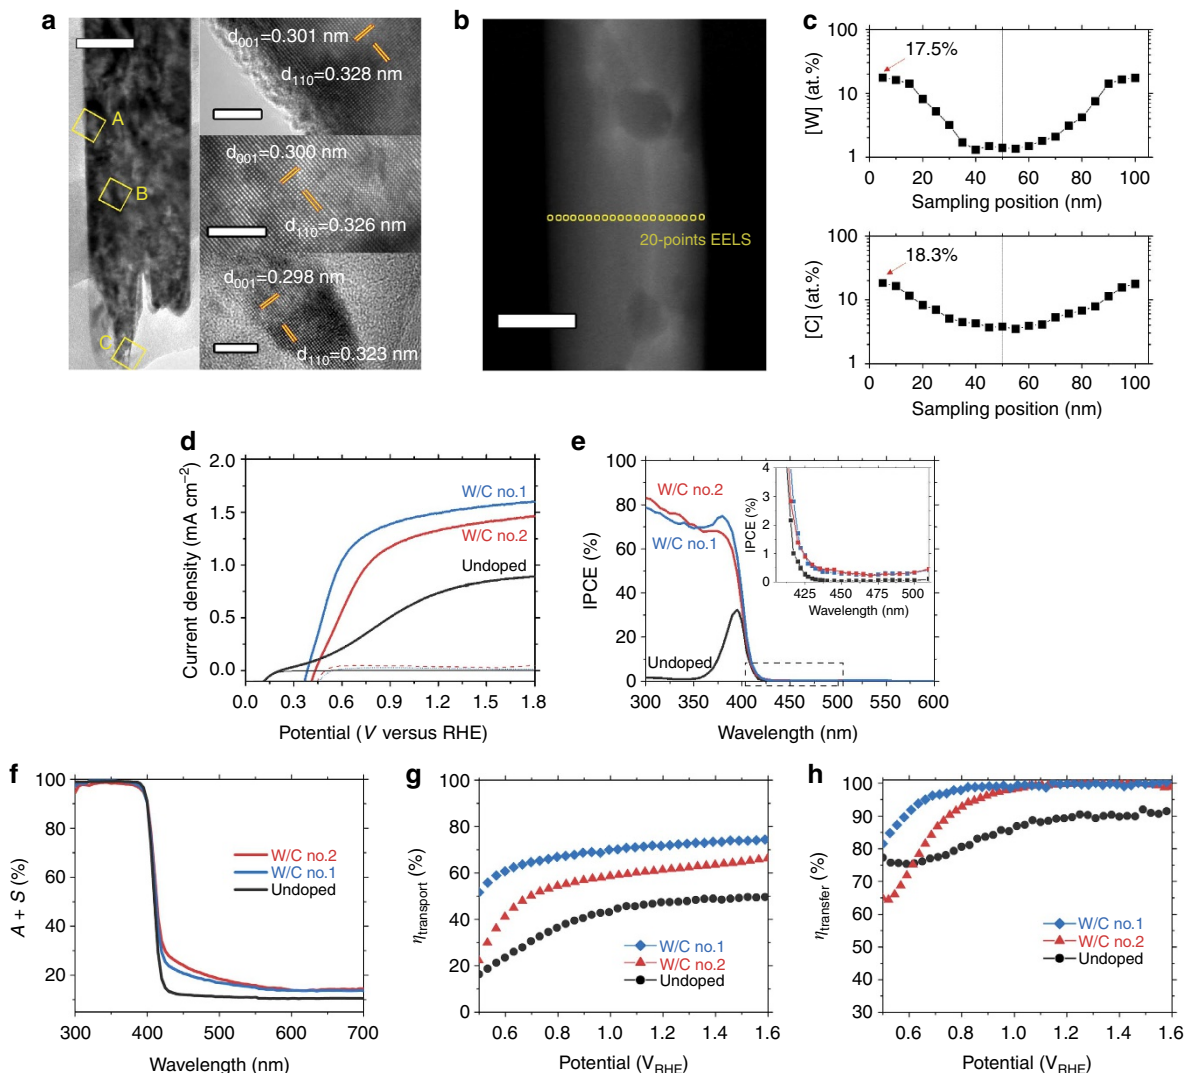 a
d001=0.301 nm
d110=0.328 nm
A
d001=0.300 nm
B
d110=0.326 nm
d001=0.298 nm
C
d110=0.323 nm
b
20-points EELS
c
100
17.5%
10
1
[W] (at.%)
0 20 40 60 80 100
Sampling position (nm)
100
18.3%
10
1
[C] (at.%)
0 20 40 60 80 100
Sampling position (nm)
d
2.0
1.5
1.0
0.5
0.0
Current density (mA cm−2)
W/C no.1
W/C no.2
Undoped
0.0 0.3 0.6 0.9 1.2 1.5 1.8
Potential (V versus RHE)
e
100
80
60
40
20
0
IPCE (%)
W/C no.2
W/C no.1
Undoped
4
3
2
1
0
IPCE (%)
425 450 475 500
Wavelength (nm)
300 350 400 450 500 550 600
Wavelength (nm)
f
100
80
60
40
20
A + S (%)
W/C no.2
W/C no.1
Undoped
300 400 500 600 700
Wavelength (nm)
g
100
80
60
40
20
0
ηtransport (%)
W/C no.1
W/C no.2
Undoped
0.6 0.8 1.0 1.2 1.4 1.6
Potential (VRHE)
h
100
90
80
70
60
50
40
30
ηtransfer (%)
W/C no.1
W/C no.2
Undoped
0.6 0.8 1.0 1.2 1.4 1.6
Potential (VRHE)